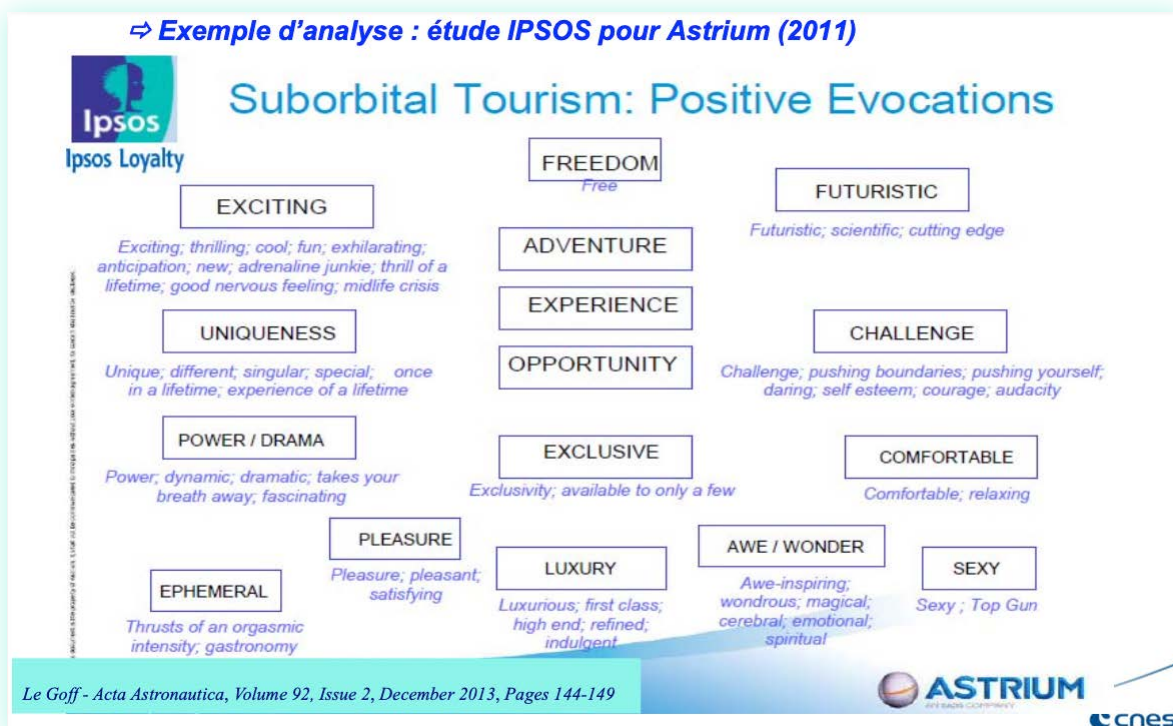 ⇨ Exemple d'analyse : étude IPSOS pour Astrium (2011)
Ipsos
Ipsos Loyalty
Suborbital Tourism: Positive Evocations
FREEDOM
Free
EXCITING
Exciting; thrilling; cool; fun; exhilarating;
anticipation; new; adrenaline junkie; thrill of a
lifetime; good nervous feeling; midlife crisis
FUTURISTIC
Futuristic; scientific; cutting edge
ADVENTURE
EXPERIENCE
OPPORTUNITY
UNIQUENESS
Unique; different; singular; special; once
in a lifetime; experience of a lifetime
CHALLENGE
Challenge; pushing boundaries; pushing yourself;
daring; self esteem; courage; audacity
POWER / DRAMA
Power; dynamic; dramatic; takes your
breath away; fascinating
EXCLUSIVE
Exclusivity; available to only a few
COMFORTABLE
Comfortable; relaxing
PLEASURE
Pleasure; pleasant;
satisfying
EPHEMERAL
Thrusts of an orgasmic
intensity; gastronomy
LUXURY
Luxurious; first class;
high end; refined;
indulgent
AWE / WONDER
Awe-inspiring;
wondrous; magical;
cerebral; emotional;
spiritual
SEXY
Sexy ; Top Gun
Le Goff - Acta Astronautica, Volume 92, Issue 2, December 2013, Pages 144-149
ASTRIUM
AN EADS COMPANY
cnes